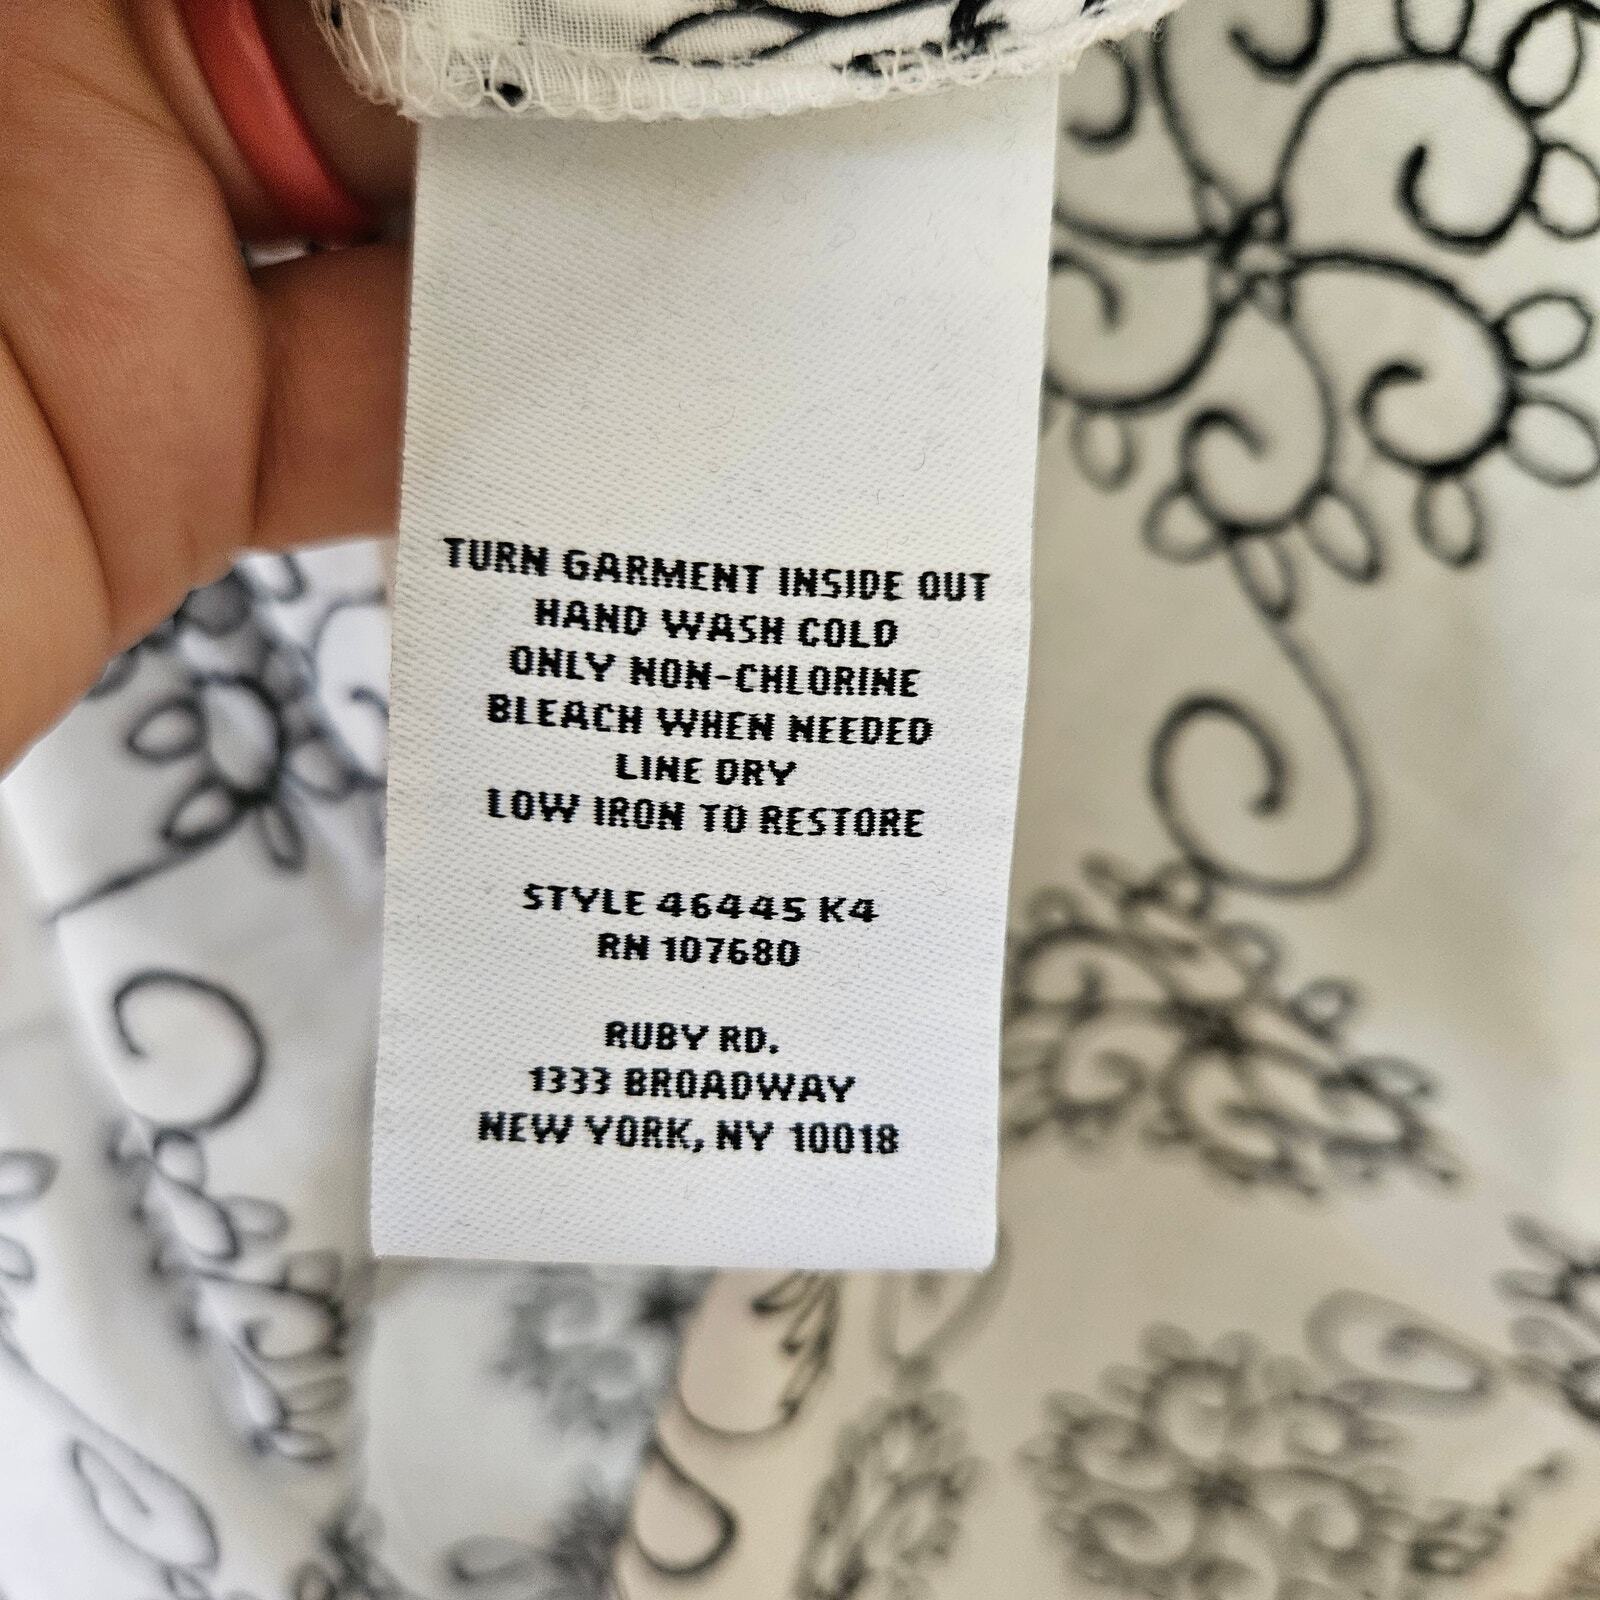 TURN GARMENT INSIDE OUT
HAND WASH COLD
ONLY NON-CHLORINE
BLEACH WHEN NEEDED
LINE DRY
LOW IRON TO RESTORE
STYLE 46445 K4
RN 107680
RUBY RD.
1333 BROADWAY
NEW YORK, NY 10018